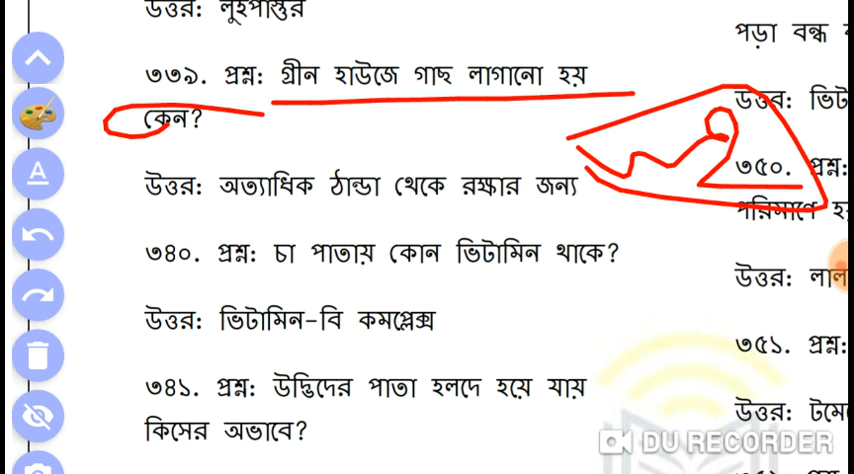 উত্তর: লুইপাস্তুর
৩৩৯. প্রশ্ন: গ্রীন হাউজে গাছ লাগানো হয়
কেন?
উত্তর: অত্যাধিক ঠান্ডা থেকে রক্ষার জন্য
৩৪০. প্রশ্ন: চা পাতায় কোন ভিটামিন থাকে?
উত্তর: ভিটামিন-বি কমপ্লেক্স
৩৪১. প্রশ্ন: উদ্ভিদের পাতা হলদে হয়ে যায়
কিসের অভাবে?
পড়া বন্ধ
উত্তর:
৩৫০. প্রশ্ন:
পরিমাণে
উত্তর:
৩৫১. প্রশ্ন:
উত্তর:
A
DU RECORDER